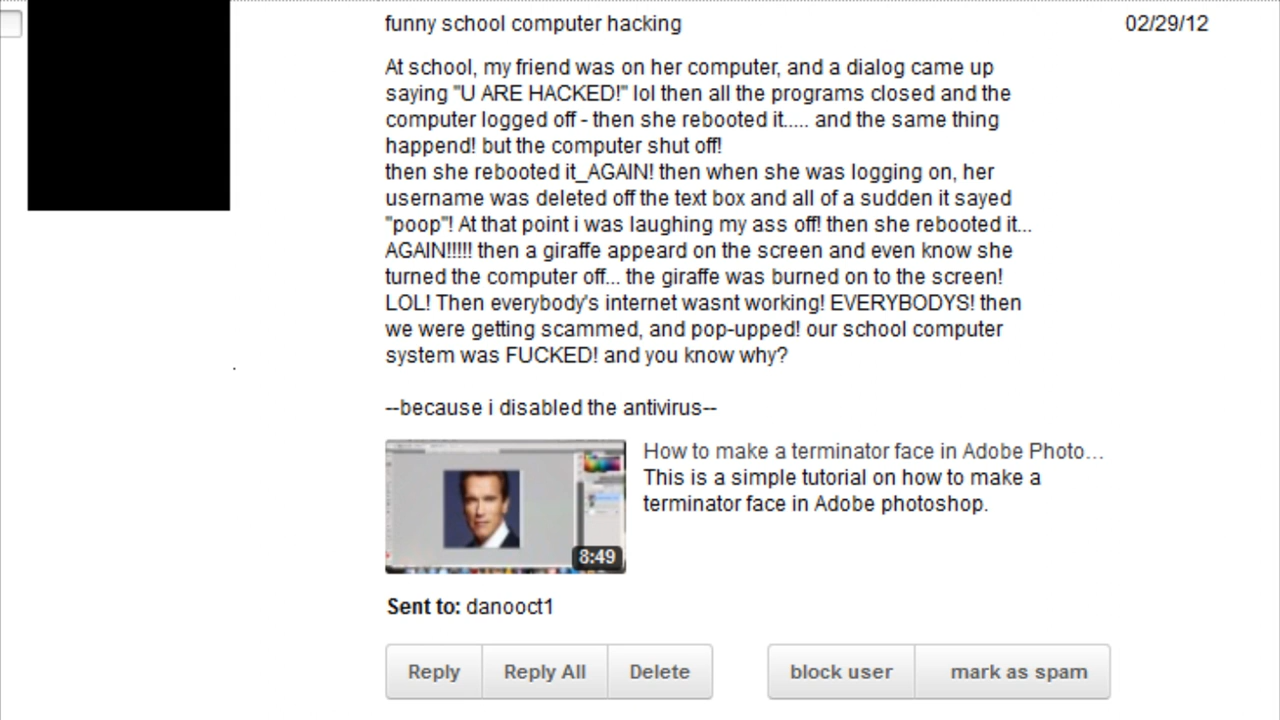 funny school computer hacking 02/29/12
At school, my friend was on her computer, and a dialog came up
saying "U ARE HACKED!" lol then all the programs closed and the
computer logged off - then she rebooted it..... and the same thing
happend! but the computer shut off!
then she rebooted it_AGAIN! then when she was logging on, her
username was deleted off the text box and all of a sudden it sayed
"poop"! At that point i was laughing my ass off! then she rebooted it...
AGAIN!!!!! then a giraffe appeard on the screen and even know she
turned the computer off... the giraffe was burned on to the screen!
LOL! Then everybody's internet wasnt working! EVERYBODYS! then
we were getting scammed, and pop-upped! our school computer
system was FUCKED! and you know why?
--because i disabled the antivirus--
How to make a terminator face in Adobe Photo...
This is a simple tutorial on how to make a
terminator face in Adobe photoshop.
8:49
Sent to: danooct1
Reply Reply All Delete block user mark as spam